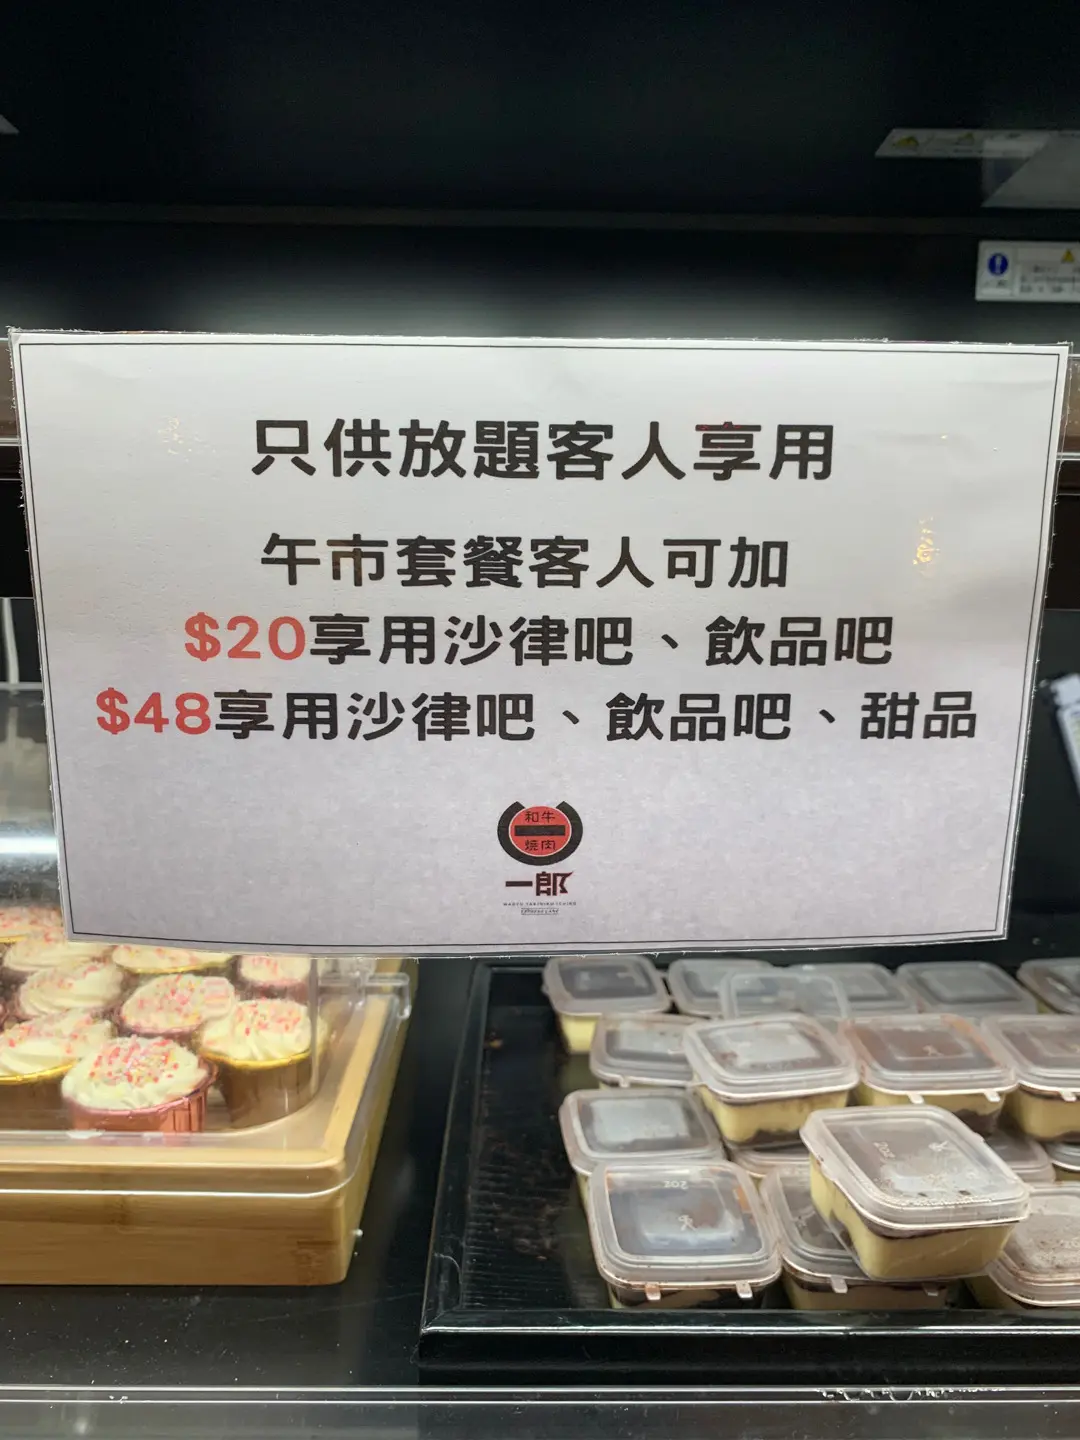 只供放題客人享用
午市套餐客人可加
$20享用沙律吧、飲品吧
$48享用沙律吧、飲品吧、甜品
和牛
燒肉
一郎